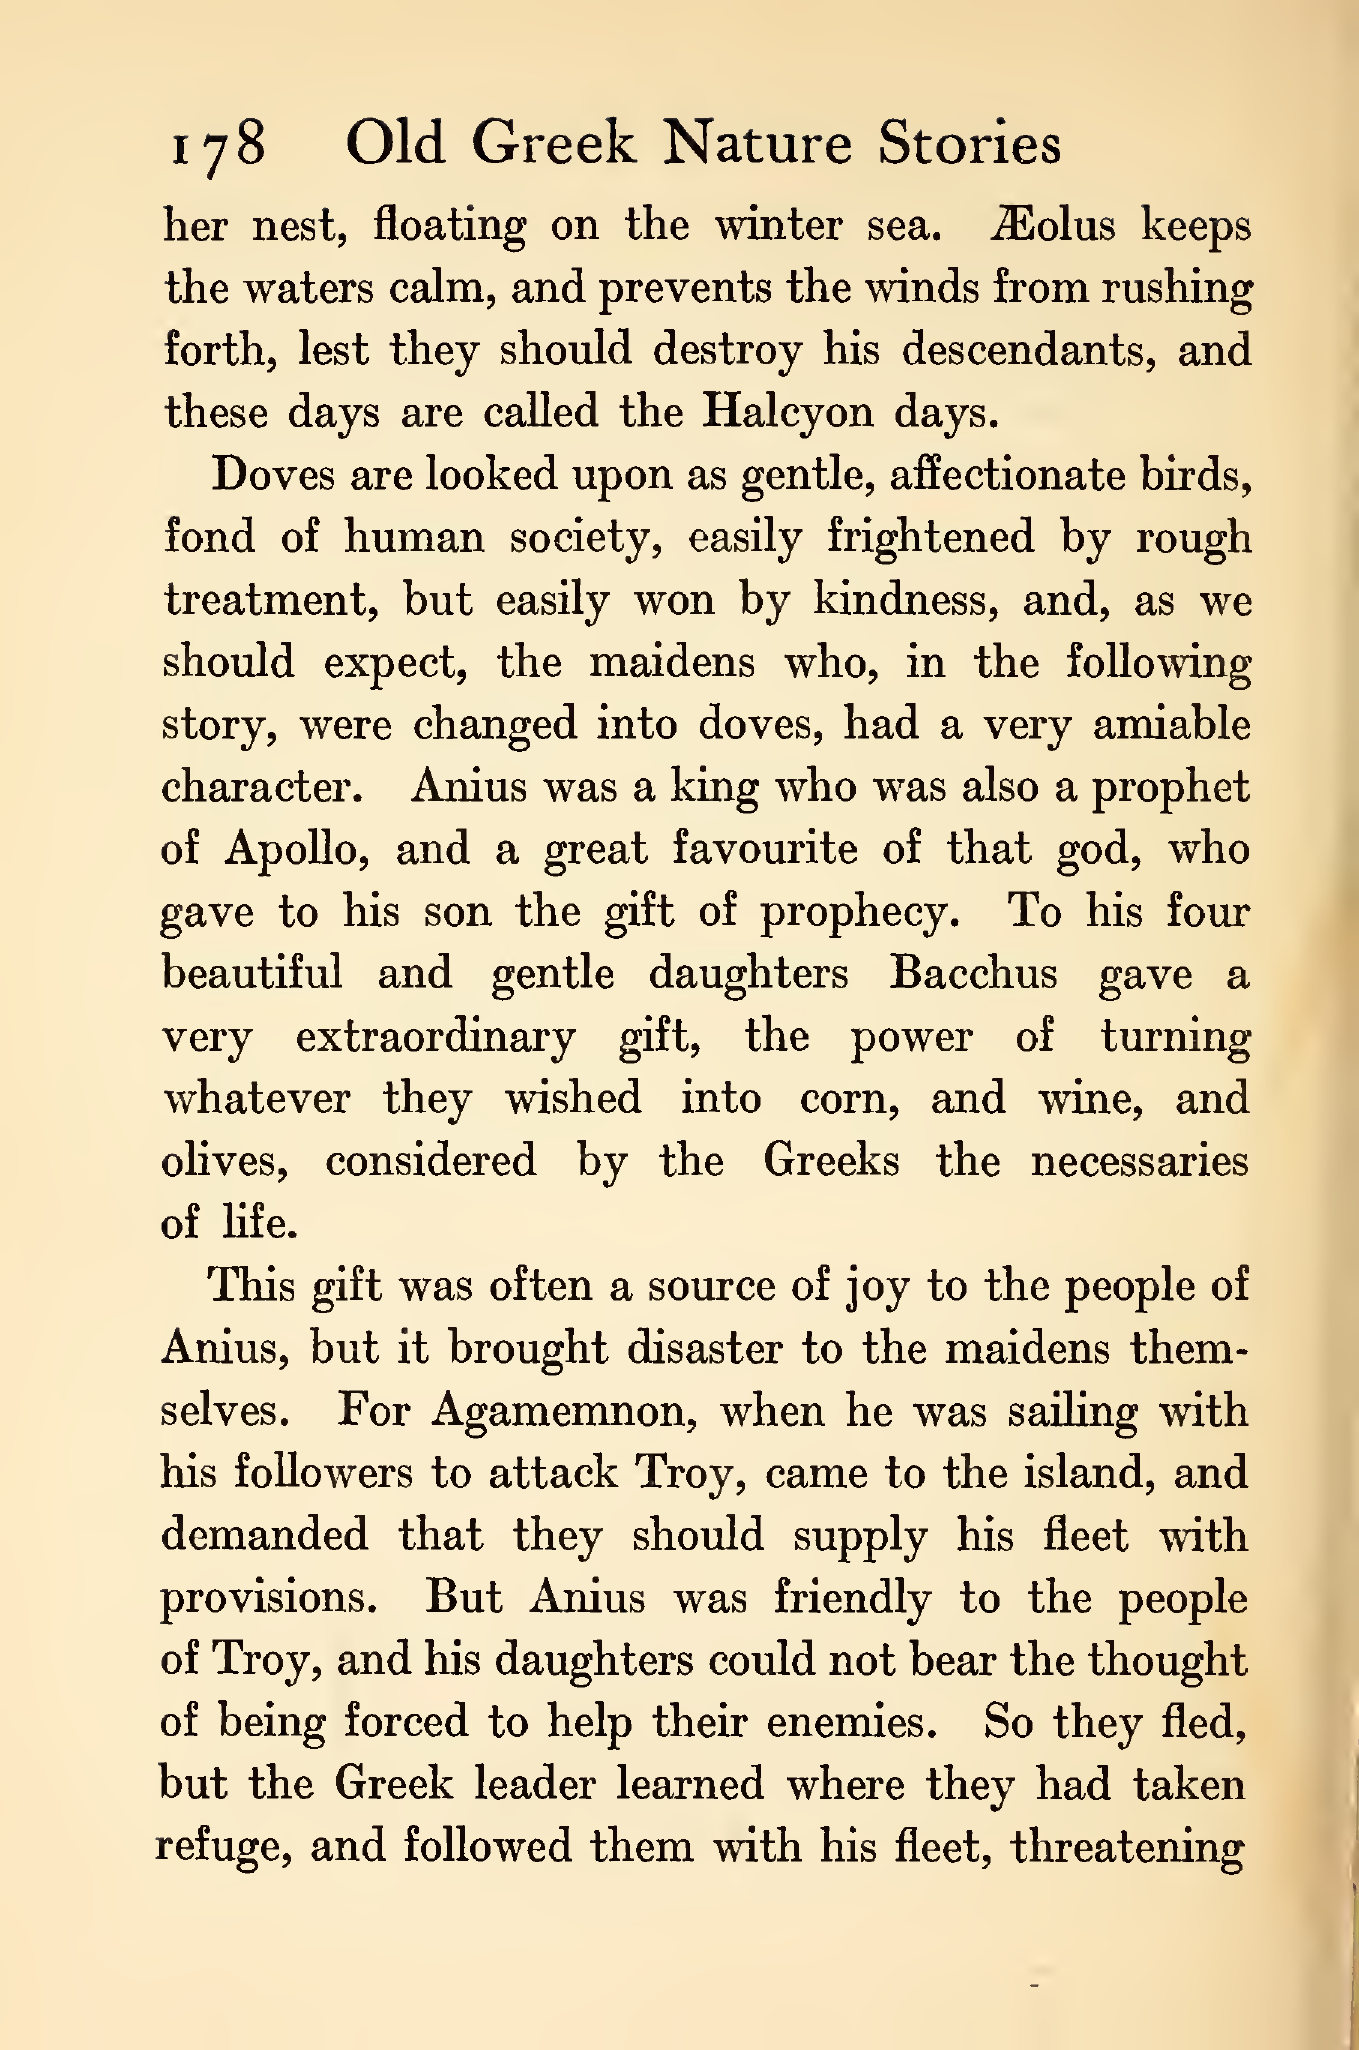 178 Old Greek Nature Stories
her nest, floating on the winter sea. Æolus keeps
the waters calm, and prevents the winds from rushing
forth, lest they should destroy his descendants, and
these days are called the Halcyon days.
Doves are looked upon as gentle, affectionate birds,
fond of human society, easily frightened by rough
treatment, but easily won by kindness, and, as we
should expect, the maidens who, in the following
story, were changed into doves, had a very amiable
character. Anius was a king who was also a prophet
of Apollo, and a great favourite of that god, who
gave to his son the gift of prophecy. To his four
beautiful and gentle daughters Bacchus gave a
very extraordinary gift, the power of turning
whatever they wished into corn, and wine, and
olives, considered by the Greeks the necessaries
of life.
This gift was often a source of joy to the people of
Anius, but it brought disaster to the maidens them-
selves. For Agamemnon, when he was sailing with
his followers to attack Troy, came to the island, and
demanded that they should supply his fleet with
provisions. But Anius was friendly to the people
of Troy, and his daughters could not bear the thought
of being forced to help their enemies. So they fled,
but the Greek leader learned where they had taken
refuge, and followed them with his fleet, threatening